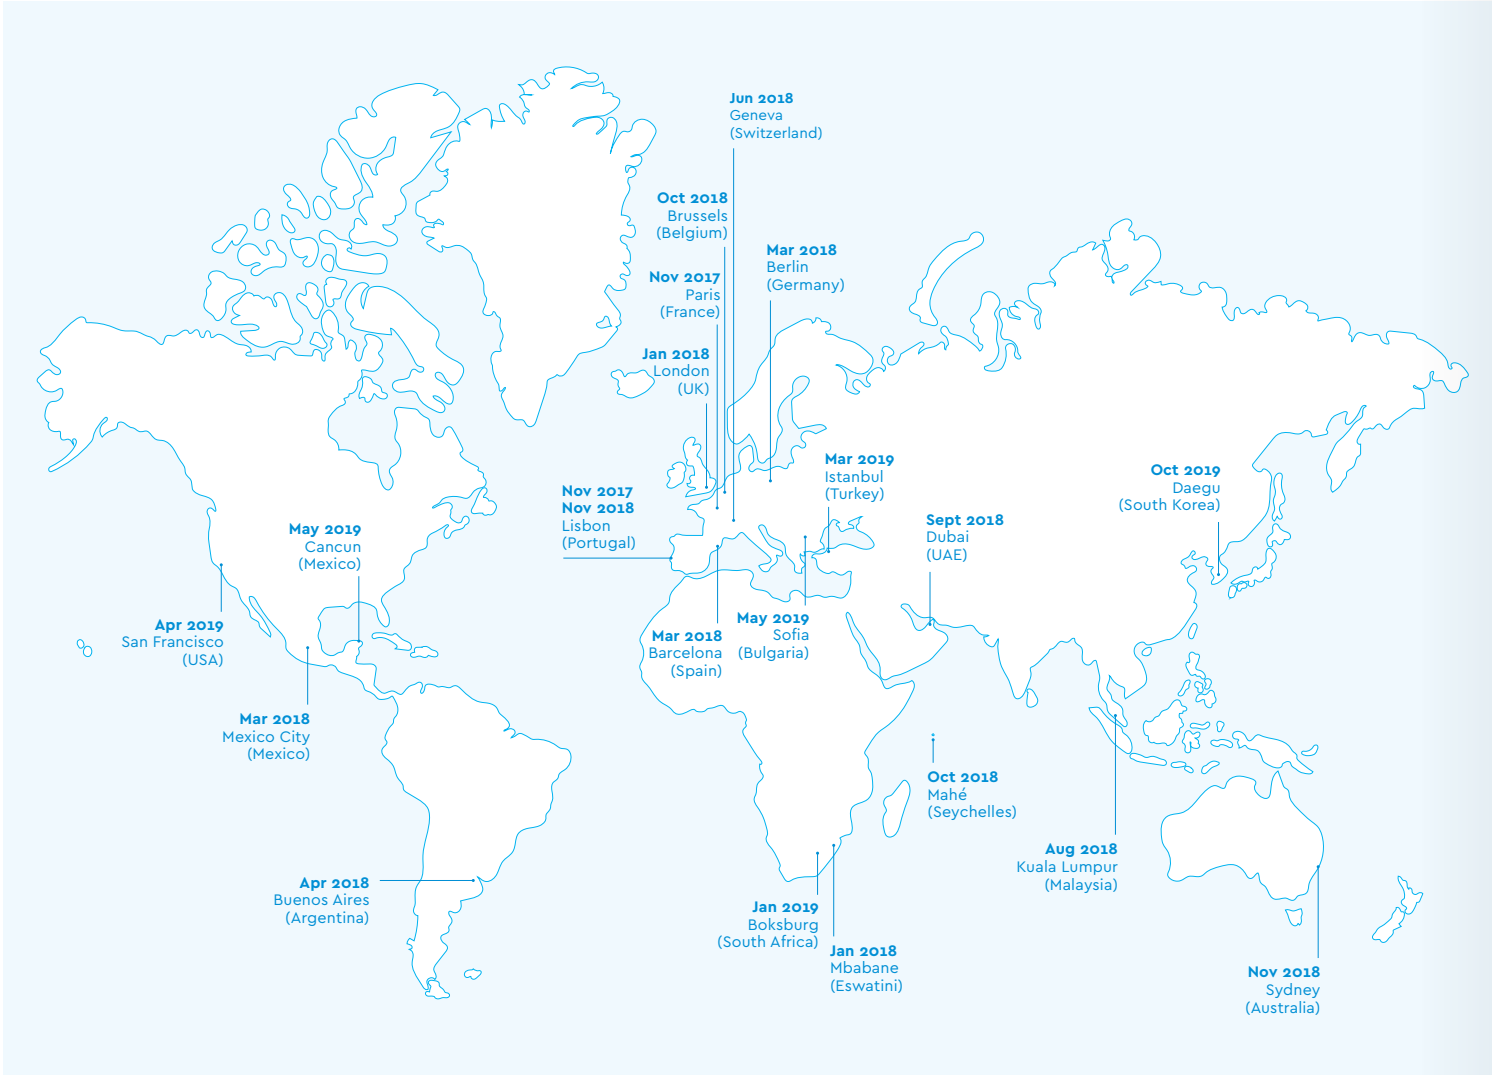 Jun 2018
Geneva
(Switzerland)
Oct 2018
Brussels
(Belgium)
Mar 2018
Berlin
(Germany)
Nov 2017
Paris
(France)
Jan 2018
London
(UK)
Mar 2019
Istanbul
(Turkey)
Oct 2019
Daegu
(South Korea)
Nov 2017
Nov 2018
Lisbon
(Portugal)
Sept 2018
Dubai
(UAE)
May 2019
Cancun
(Mexico)
Apr 2019
San Francisco
(USA)
May 2019
Sofia
(Bulgaria)
Mar 2018
Barcelona
(Spain)
Mar 2018
Mexico City
(Mexico)
Oct 2018
Mahé
(Seychelles)
Aug 2018
Kuala Lumpur
(Malaysia)
Apr 2018
Buenos Aires
(Argentina)
Jan 2019
Boksburg
(South Africa)
Jan 2018
Mbabane
(Eswatini)
Nov 2018
Sydney
(Australia)